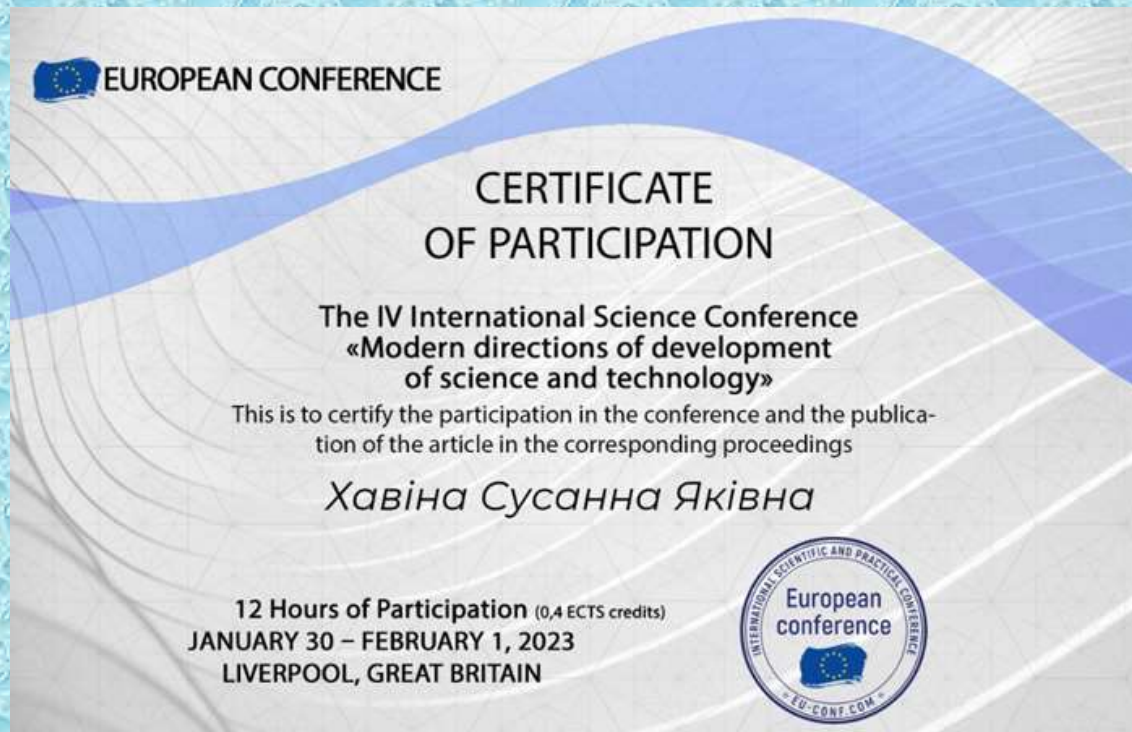 EUROPEAN CONFERENCE
CERTIFICATE
OF PARTICIPATION
The IV International Science Conference
«Modern directions of development
of science and technology»
This is to certify the participation in the conference and the publica-
tion of the article in the corresponding proceedings
Хавіна Сусанна Яківна
12 Hours of Participation (0,4 ECTS credits)
JANUARY 30 – FEBRUARY 1, 2023
LIVERPOOL, GREAT BRITAIN
INTERNATIONAL SCIENTIFIC AND PRACTICAL CONFERENCE
European
conference
EU-CONF.COM